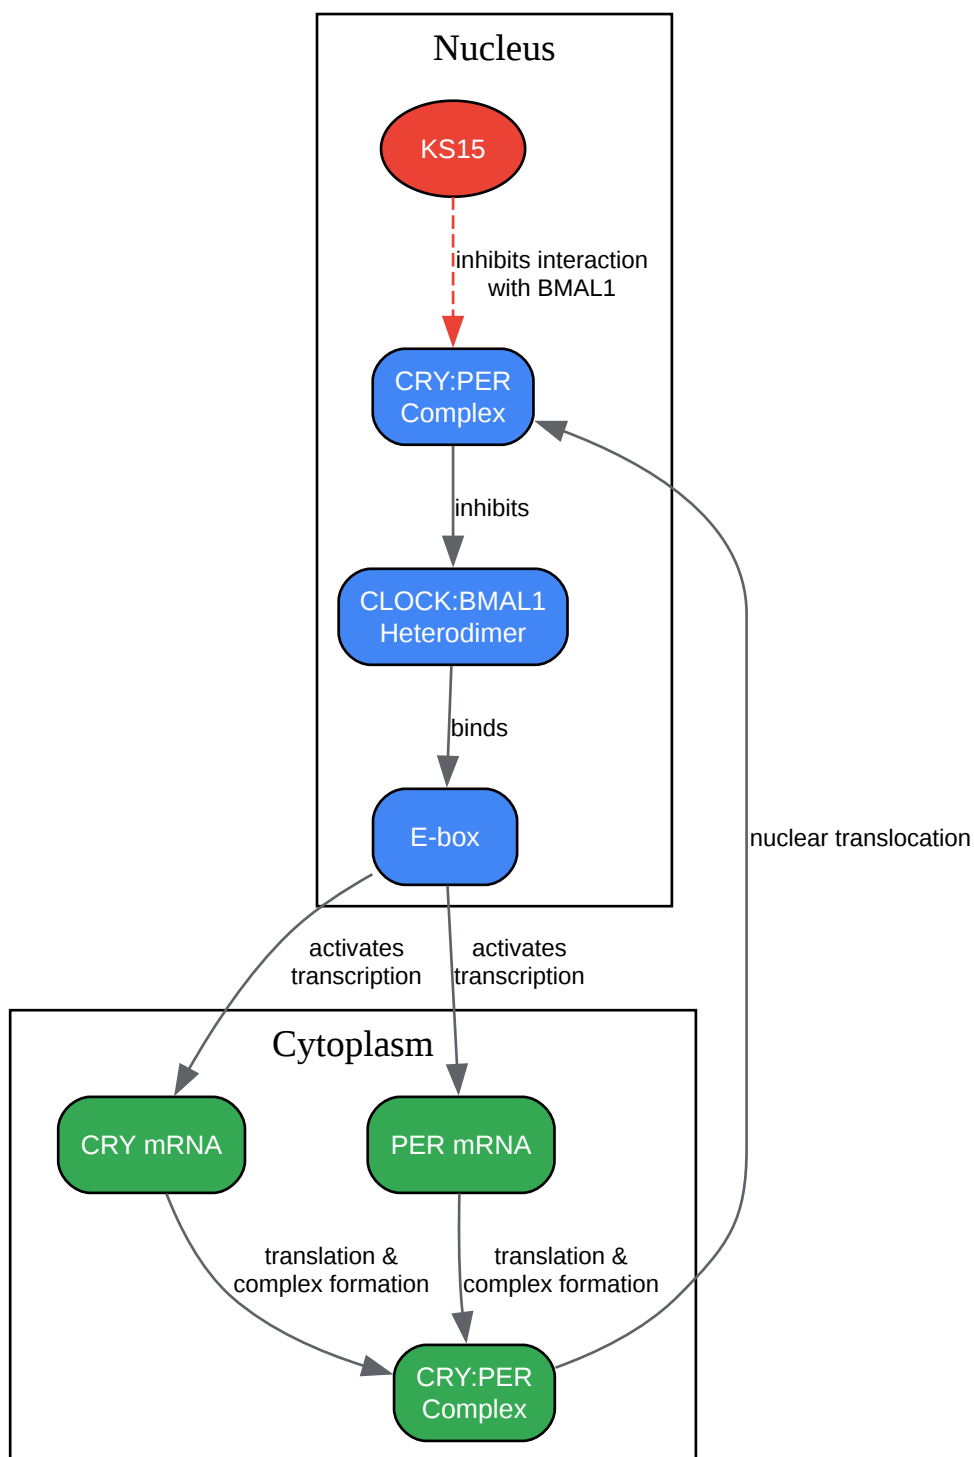 Nucleus
KS15
inhibits interaction
with BMAL1
CRY:PER
Complex
inhibits
CLOCK:BMAL1
Heterodimer
binds
E-box
nuclear translocation
activates
transcription
activates
transcription
Cytoplasm
CRY mRNA
PER mRNA
translation &
complex formation
translation &
complex formation
CRY:PER
Complex